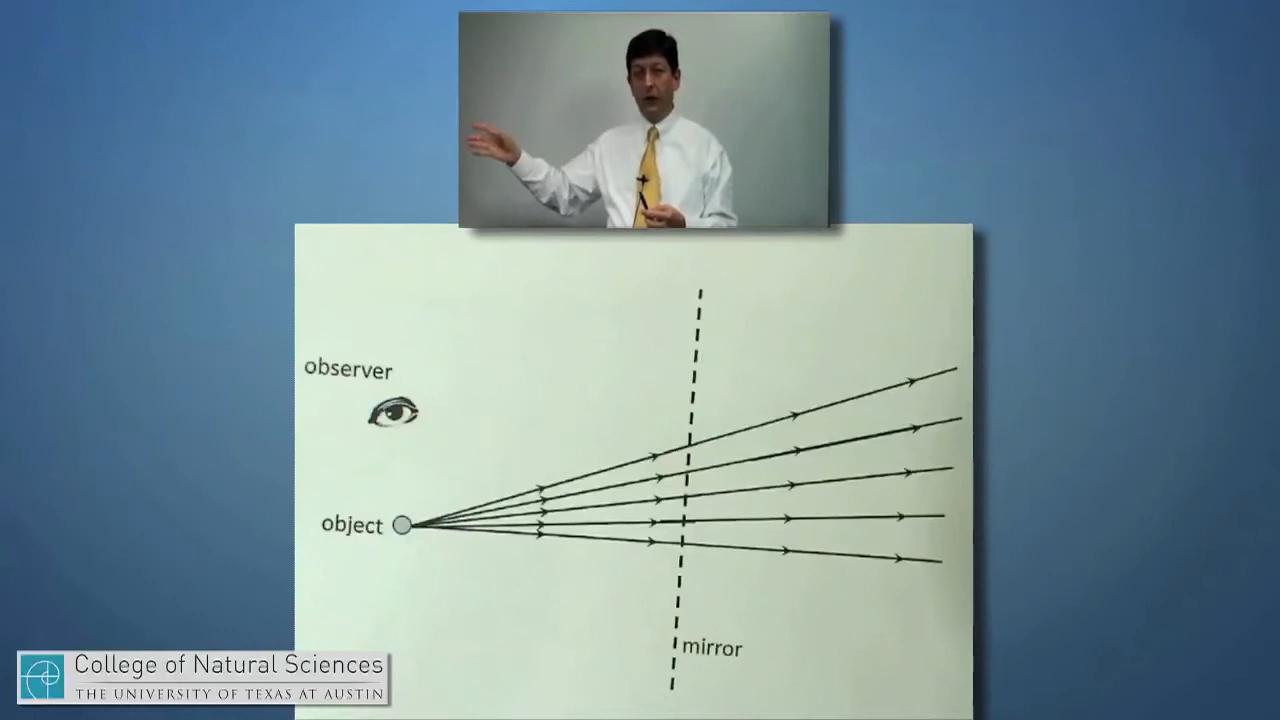 observer
object
mirror
College of Natural Sciences
THE UNIVERSITY OF TEXAS AT AUSTIN